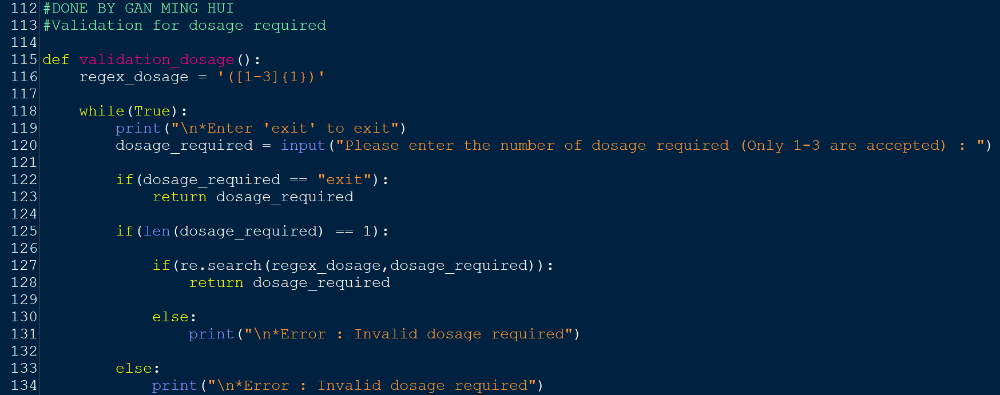 112 #DONE BY GAN MING HUI
113 #Validation for dosage required
114
115 def validation_dosage():
116     regex_dosage = '([1-3]{1})'
117
118     while(True):
119         print("\n*Enter 'exit' to exit")
120         dosage_required = input("Please enter the number of dosage required (Only 1-3 are accepted) : ")
121
122         if(dosage_required == "exit"):
123             return dosage_required
124
125         if(len(dosage_required) == 1):
126
127             if(re.search(regex_dosage,dosage_required)):
128                 return dosage_required
129
130             else:
131                 print("\n*Error : Invalid dosage required")
132
133         else:
134             print("\n*Error : Invalid dosage required")